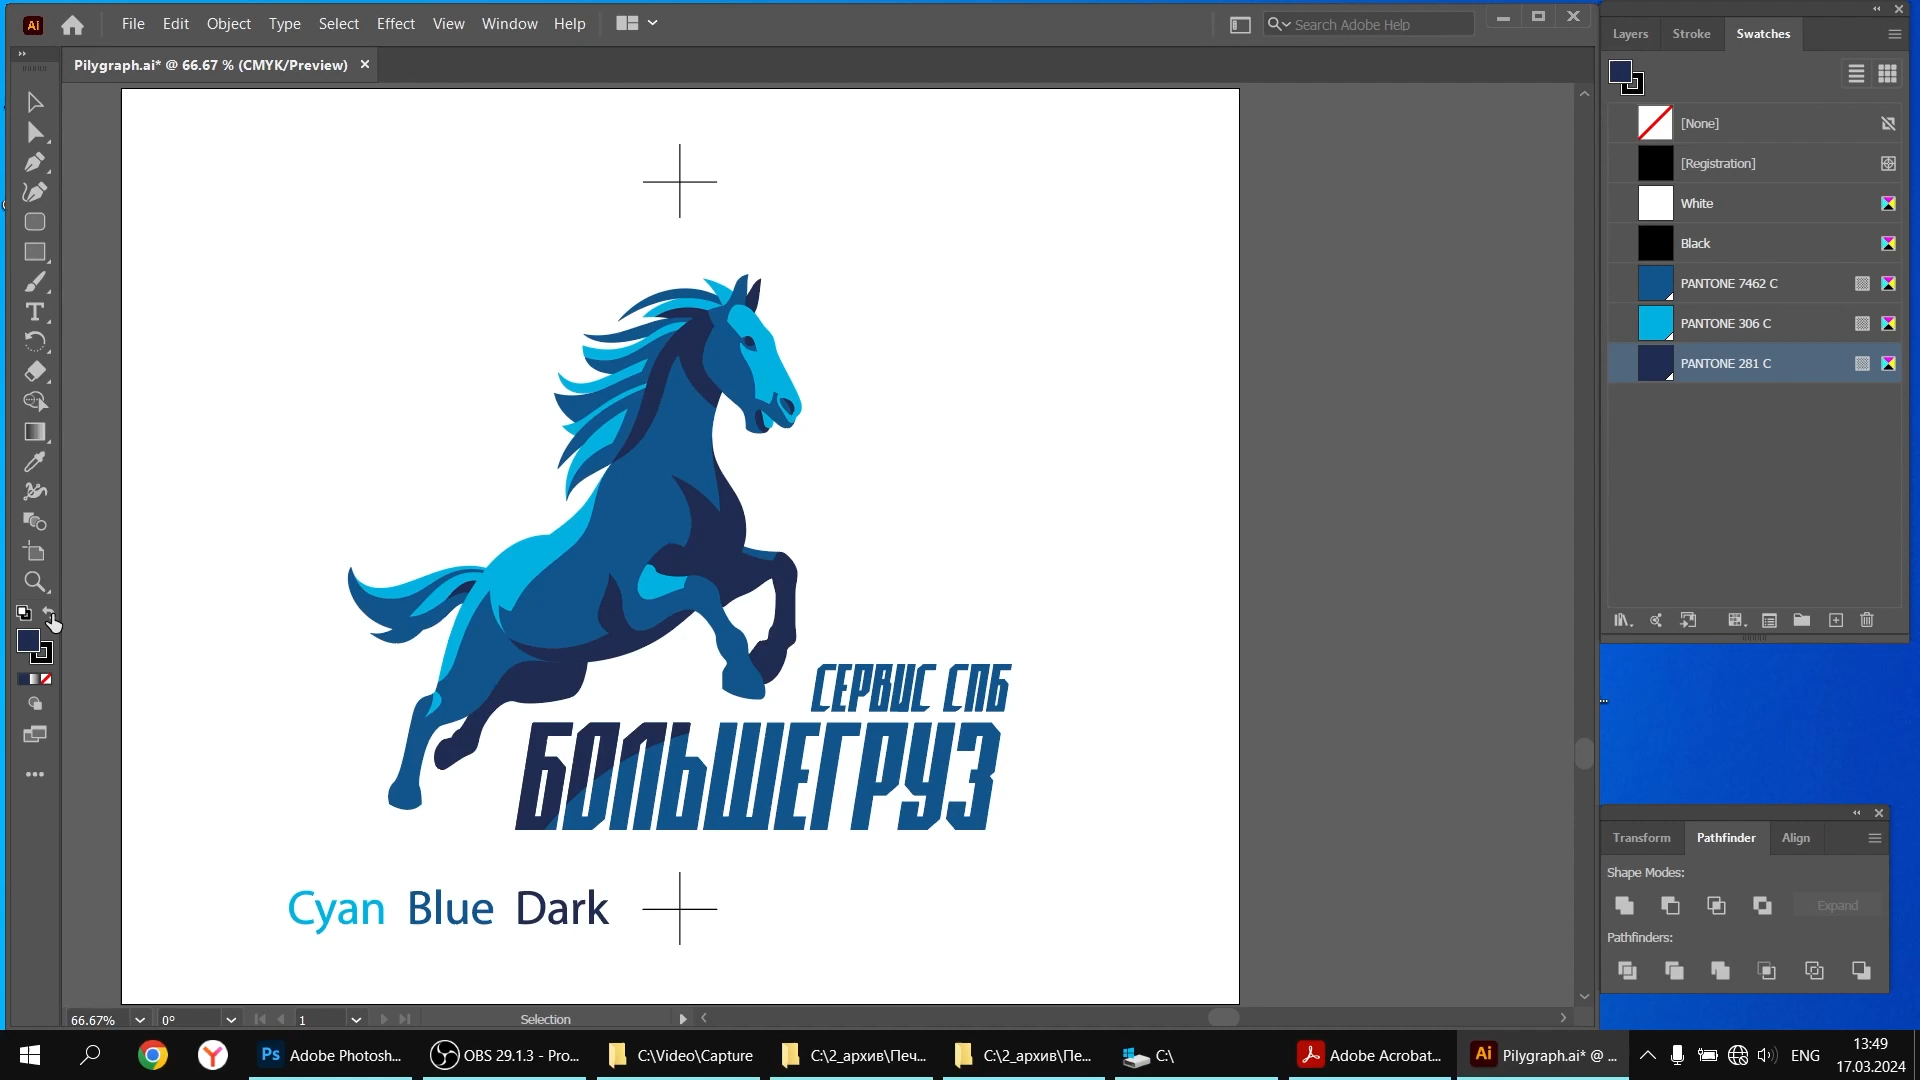 Ai File Edit Object Type Select Effect View Window Help Search Adobe Help
Pilygraph.ai* @ 66.67 % (CMYK/Preview)
Layers Stroke Swatches
[None]
[Registration]
White
Black
PANTONE 7462 C
PANTONE 306 C
PANTONE 281 C
СЕРВИС СПБ
БОЛЬШЕГРУЗ
Cyan Blue Dark
Transform Pathfinder Align
Shape Modes:
Expand
Pathfinders:
66.67% 0° 1 Selection
Ps Adobe Photosh... OBS 29.1.3 - Pro... C:\Video\Capture C:\2_архив\Печ... C:\2_архив\Пе... C:\ Adobe Acrobat... Ai Pilygraph.ai* @ ... ENG
13:49
17.03.2024